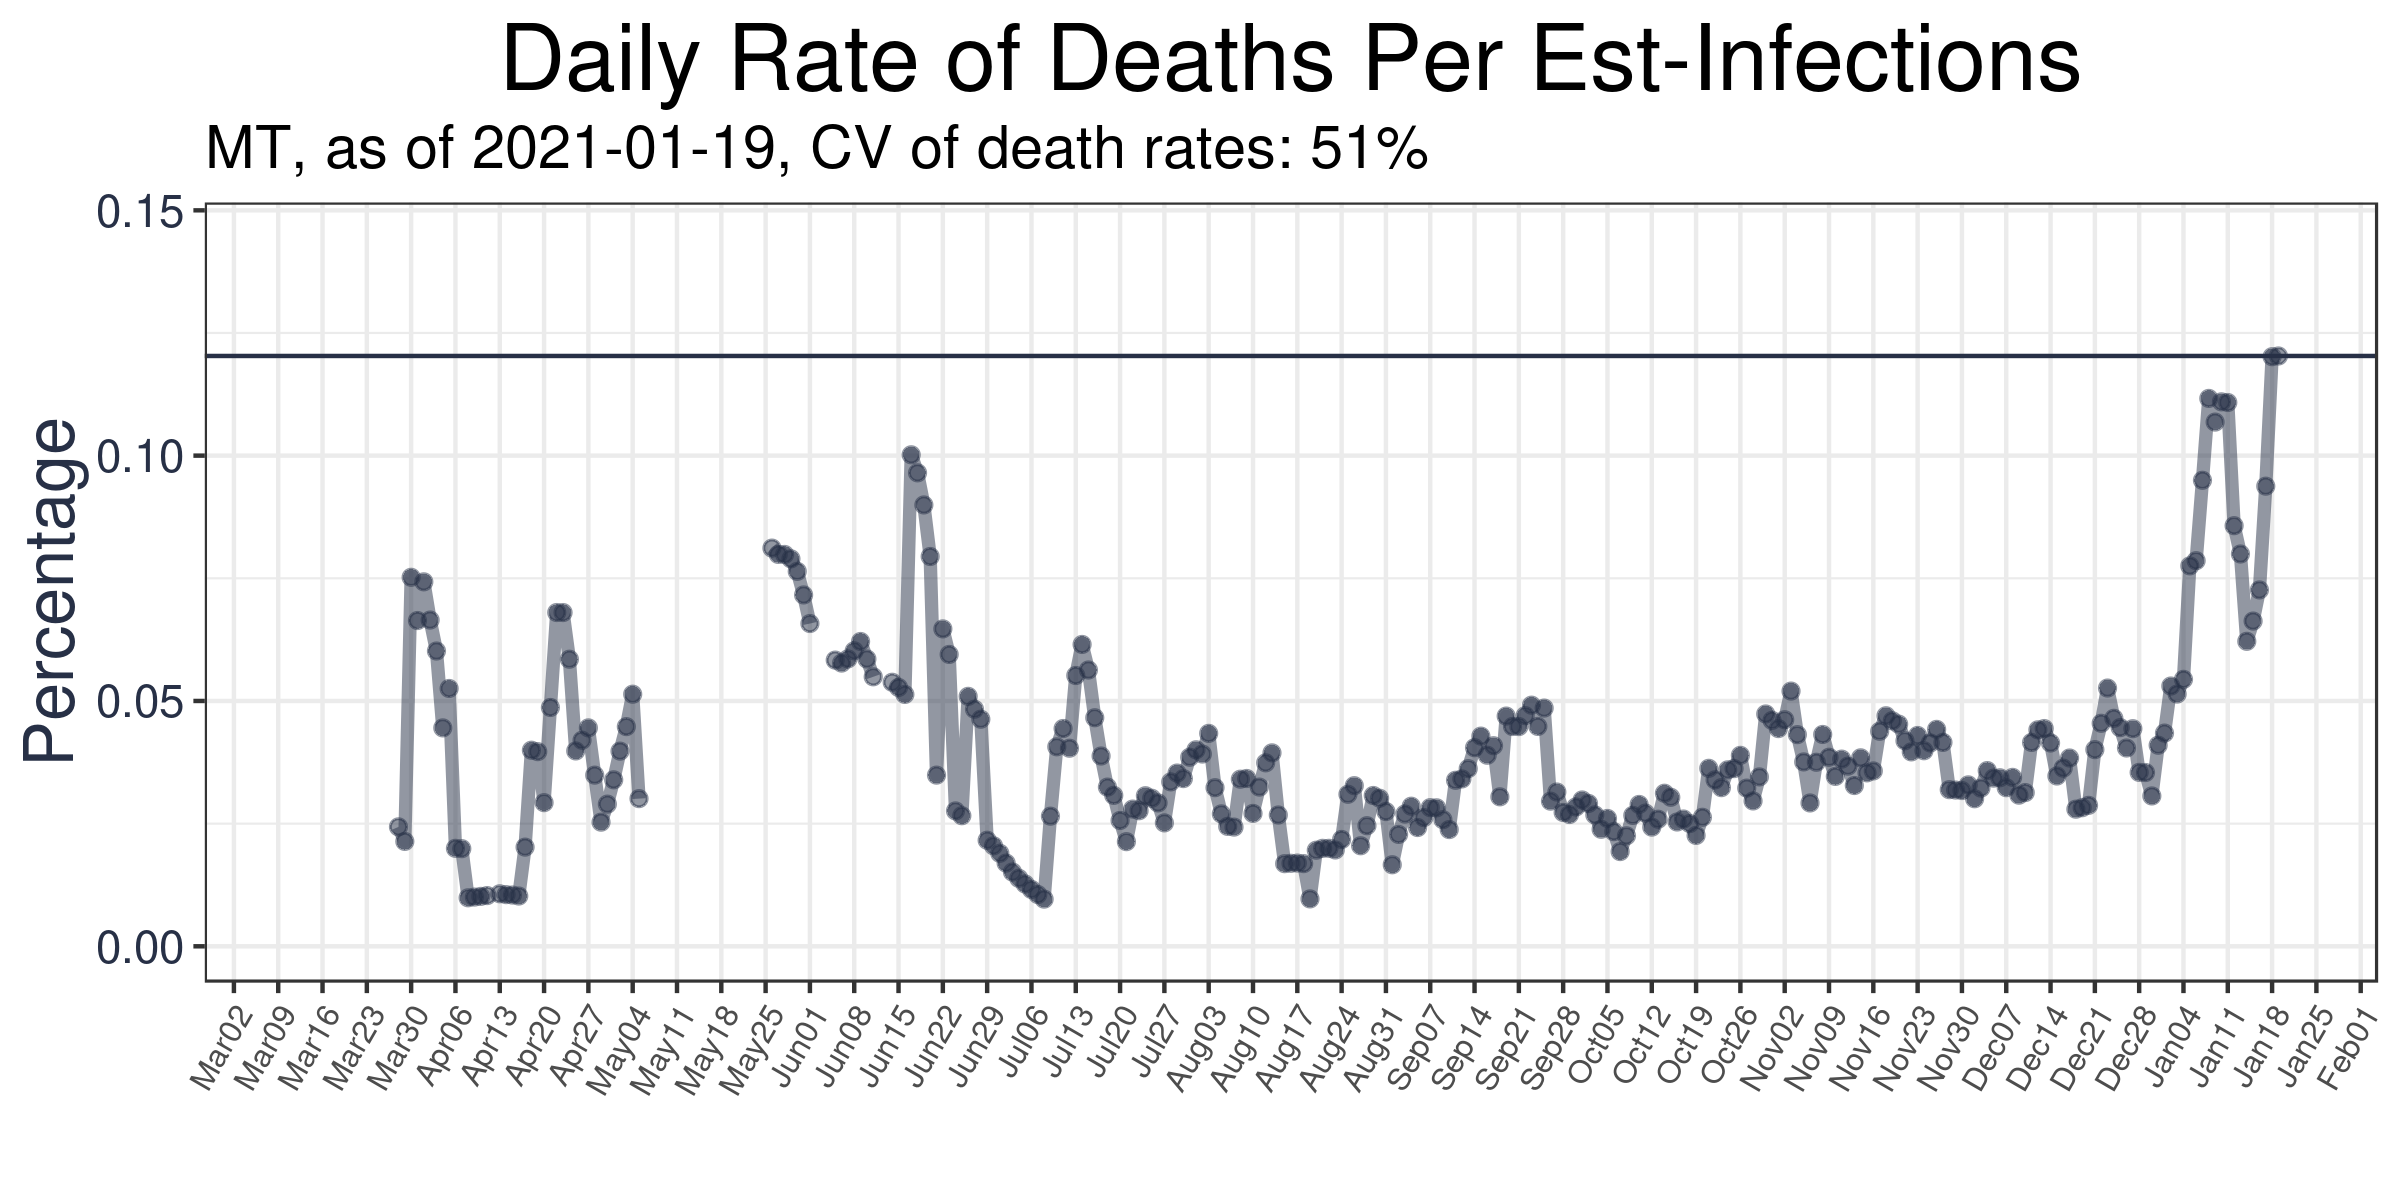 Daily Rate of Deaths Per Est-Infections
MT, as of 2021-01-19, CV of death rates: 51%
Percentage
0.15
0.10
0.05
0.00
Mar02
Mar09
Mar16
Mar23
Mar30
Apr06
Apr13
Apr20
Apr27
May04
May11
May18
May25
Jun01
Jun08
Jun15
Jun22
Jun29
Jul06
Jul13
Jul20
Jul27
Aug03
Aug10
Aug17
Aug24
Aug31
Sep07
Sep14
Sep21
Sep28
Oct05
Oct12
Oct19
Oct26
Nov02
Nov09
Nov16
Nov23
Nov30
Dec07
Dec14
Dec21
Dec28
Jan04
Jan11
Jan18
Jan25
Feb01